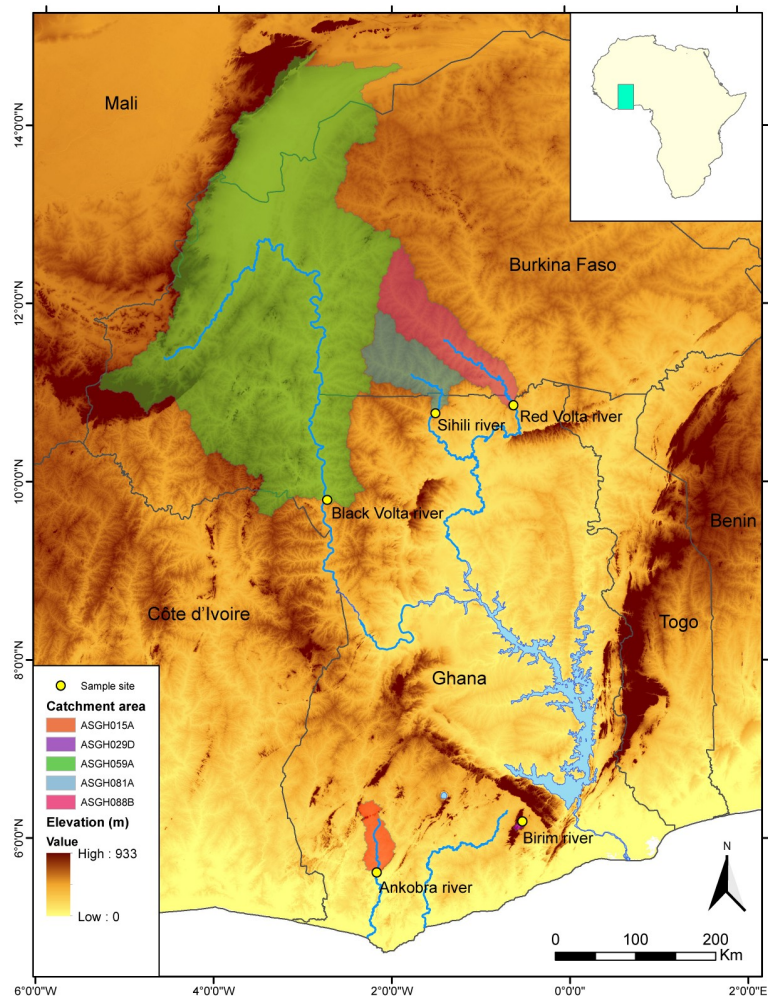 Mali
14°0'0"N
Burkina Faso
12°0'0"N
Sihili river
Red Volta river
10°0'0"N
Black Volta river
Benin
Côte d'Ivoire
Togo
8°0'0"N
Ghana
Sample site
Catchment area
ASGH015A
ASGH029D
ASGH059A
ASGH081A
ASGH088B
Elevation (m)
Value
High : 933
Low : 0
6°0'0"N
Birim river
Ankobra river
N
0 100 200
Km
6°0'0"W 4°0'0"W 2°0'0"W 0°0'0" 2°0'0"E